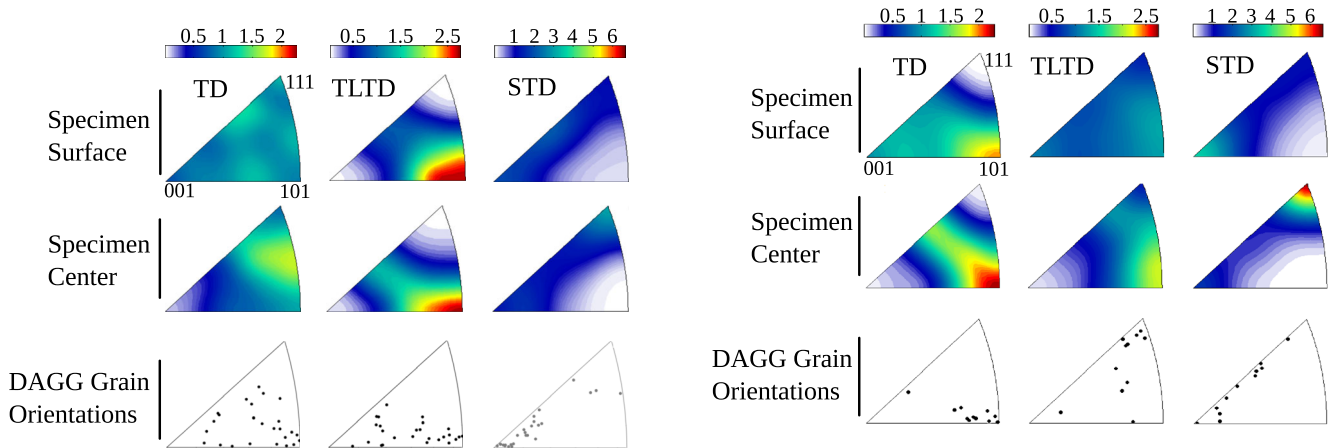 0.5 1 1.5 2
0.5 1.5 2.5
1 2 3 4 5 6
TD
111
TLTD
STD
Specimen
Surface
001
101
Specimen
Center
DAGG Grain
Orientations
0.5 1 1.5 2
0.5 1.5 2.5
1 2 3 4 5 6
TD
111
TLTD
STD
Specimen
Surface
001
101
Specimen
Center
DAGG Grain
Orientations